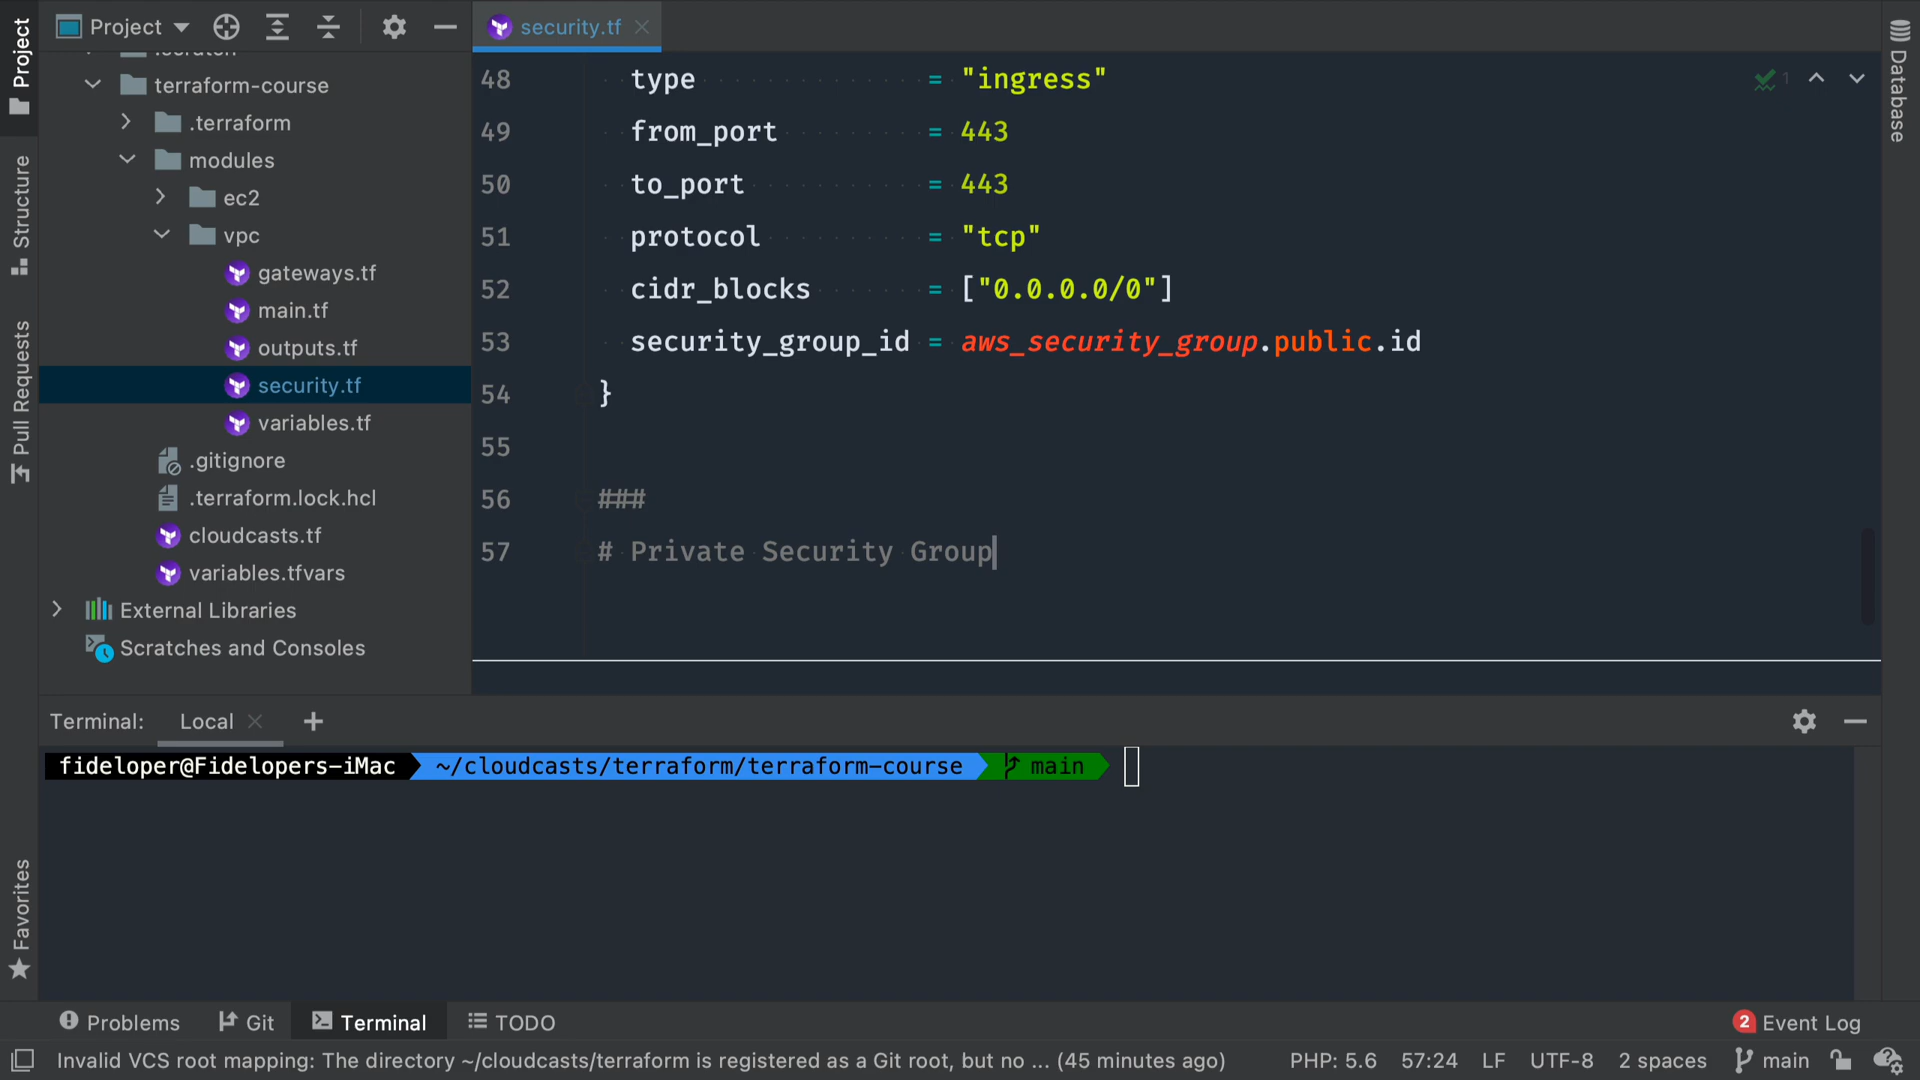 Project
security.tf
.scratch
terraform-course
.terraform
modules
ec2
vpc
gateways.tf
main.tf
outputs.tf
security.tf
variables.tf
.gitignore
.terraform.lock.hcl
cloudcasts.tf
variables.tfvars
External Libraries
Scratches and Consoles
Project
Structure
Pull Requests
Favorites
48 type = "ingress"
49 from_port = 443
50 to_port = 443
51 protocol = "tcp"
52 cidr_blocks = ["0.0.0.0/0"]
53 security_group_id = aws_security_group.public.id
54 }
55
56 ###
57 # Private Security Group
1
Database
Terminal: Local +
fideloper@Fidelopers-iMac ~/cloudcasts/terraform/terraform-course main
Problems Git Terminal TODO
2 Event Log
Invalid VCS root mapping: The directory ~/cloudcasts/terraform is registered as a Git root, but no ... (45 minutes ago) PHP: 5.6 57:24 LF UTF-8 2 spaces main